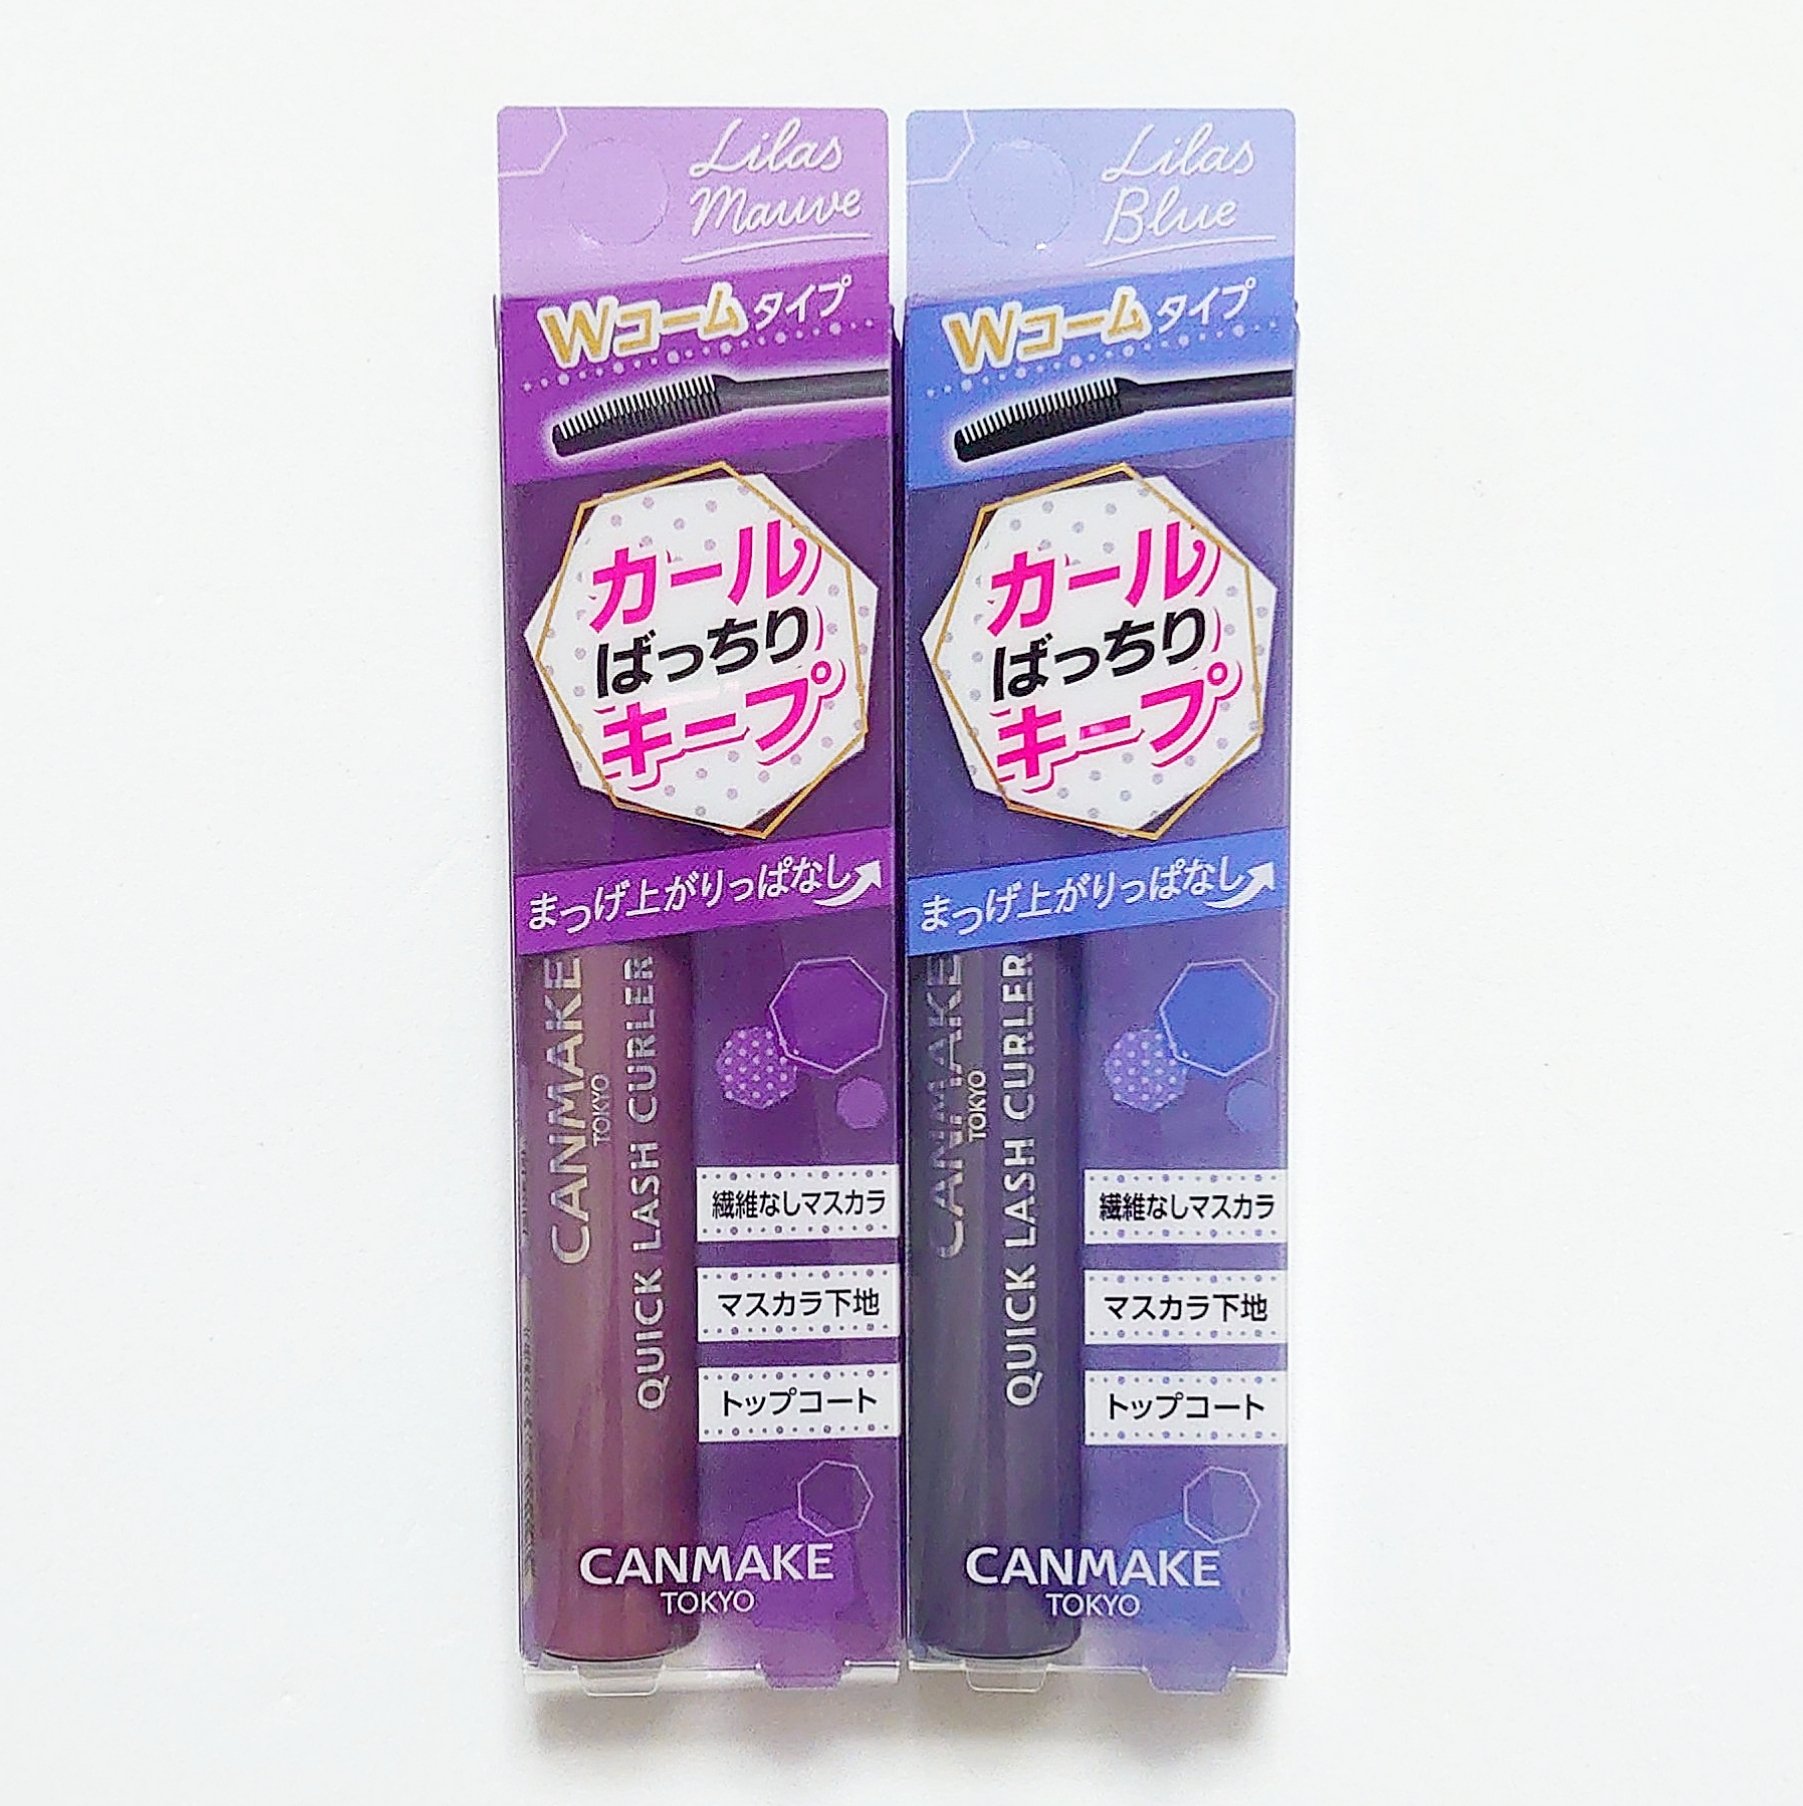 Lilas
Mauve
Wコームタイプ
カール
ばっちり
キープ
まつげ上がりっぱなし
CANMAKE
TOKYO
QUICK LASH CURLER
繊維なしマスカラ
マスカラ下地
トップコート
CANMAKE
TOKYO
Lilas
Blue
Wコームタイプ
カール
ばっちり
キープ
まつげ上がりっぱなし
CANMAKE
TOKYO
QUICK LASH CURLER
繊維なしマスカラ
マスカラ下地
トップコート
CANMAKE
TOKYO